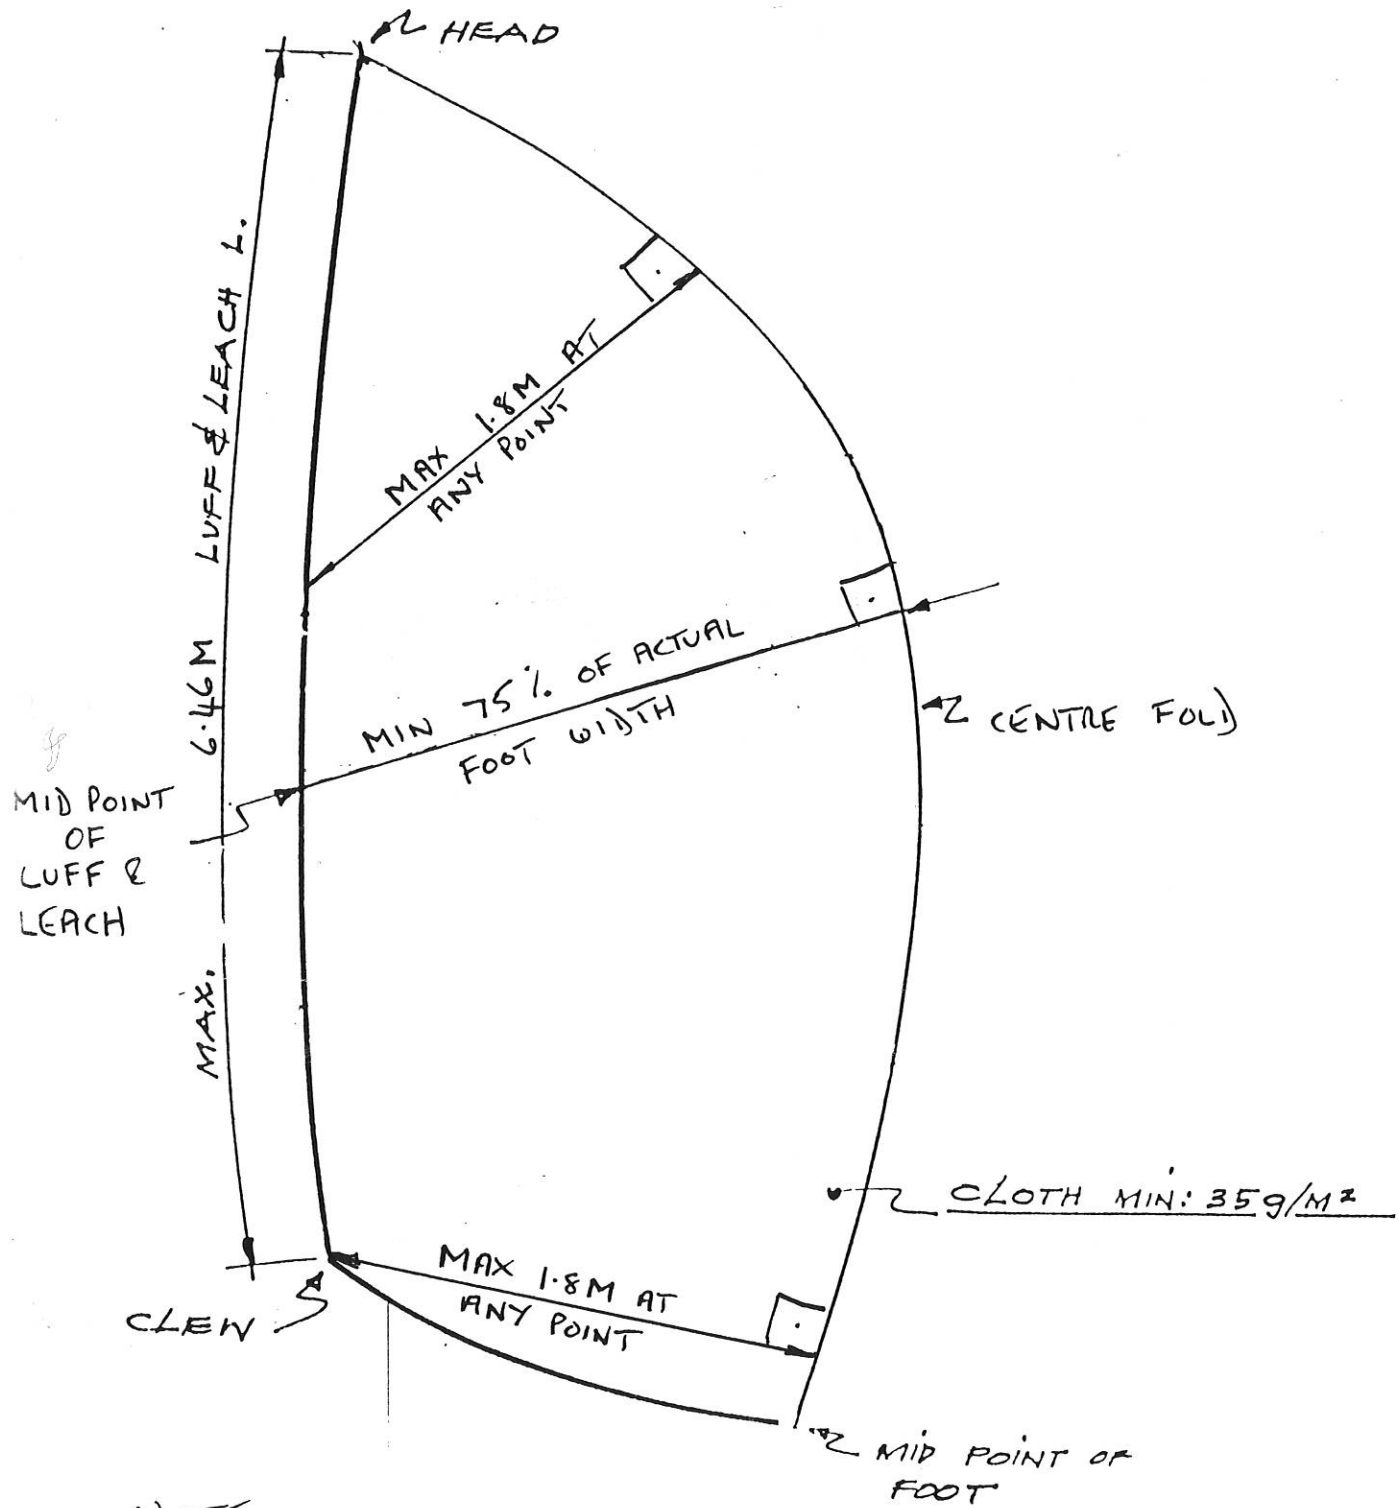 HEAD
6.46M LUFF & LEACH L.
MAX 1.8M AT
ANY POINT
MIN 75% OF ACTUAL
FOOT WIDTH
CENTRE FOLD
MID POINT
OF
LUFF &
LEACH
MAX.
CLOTH MIN: 35g/M²
MAX 1.8M AT
ANY POINT
CLEW
MID POINT OF
FOOT